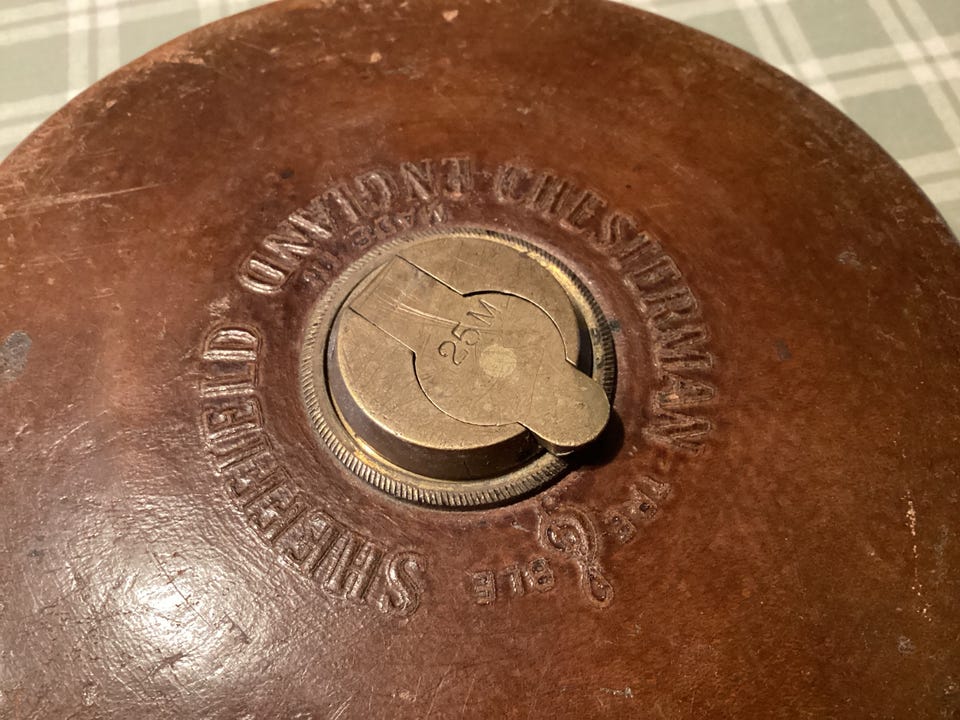 CHESTERMAN
SHEFFIELD ENGLAND
MADE IN
25M